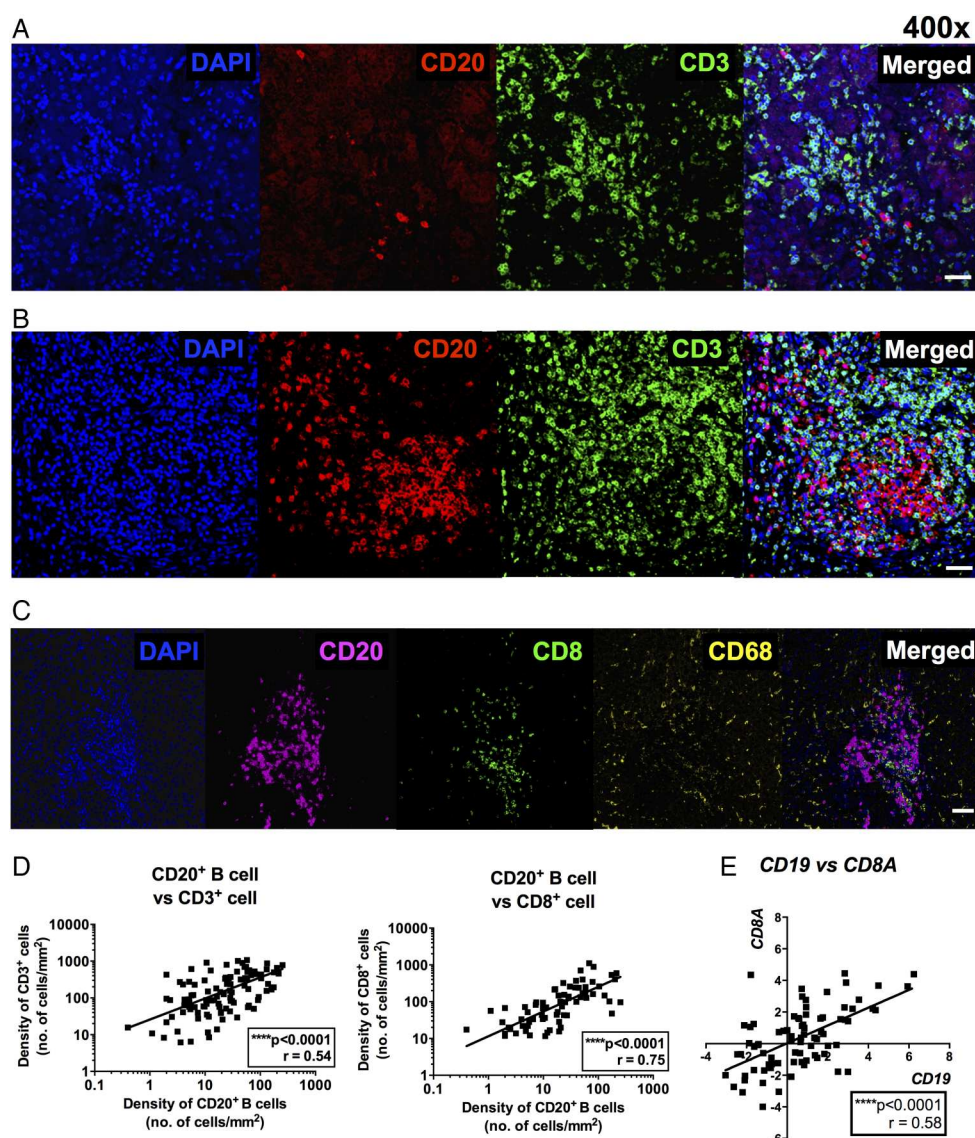 A
400x
DAPI
CD20
CD3
Merged
B
DAPI
CD20
CD3
Merged
C
DAPI
CD20
CD8
CD68
Merged
D
CD20⁺ B cell
vs CD3⁺ cell
10000
1000
100
10
1
0.1
1
10
100
1000
Density of CD3⁺ cells
(no. of cells/mm²)
****p<0.0001
r = 0.54
Density of CD20⁺ B cells
(no. of cells/mm²)
CD20⁺ B cell
vs CD8⁺ cell
10000
1000
100
10
1
0.1
1
10
100
1000
Density of CD8⁺ cells
(no. of cells/mm²)
****p<0.0001
r = 0.75
Density of CD20⁺ B cells
(no. of cells/mm²)
E
CD19 vs CD8A
CD8A
8
6
4
2
-2
-4
-6
-4
-2
0
2
4
6
8
CD19
****p<0.0001
r = 0.58